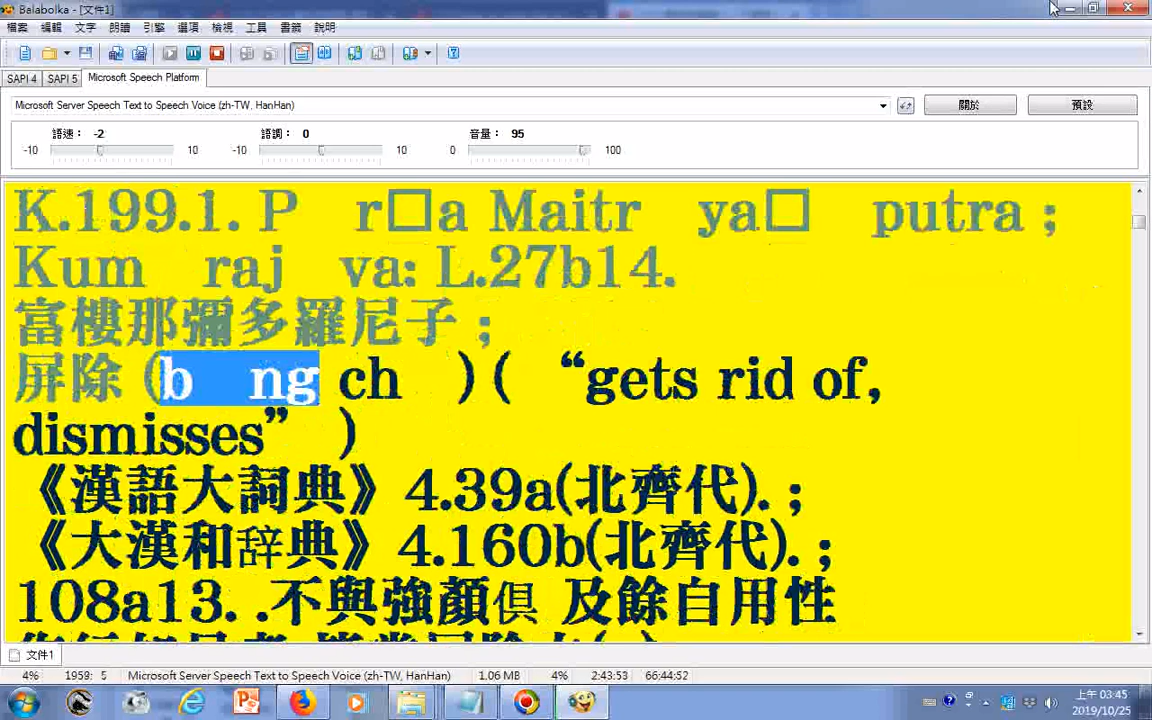 Balabolka - [文件1]
檔案 編輯 文字 朗讀 引擎 選項 檢視 工具 書籤 說明
SAPI 4 SAPI 5 Microsoft Speech Platform
Microsoft Server Speech Text to Speech Voice (zh-TW, HanHan)
關於 預設
語速： -2 語調： 0 音量： 95
-10 10 -10 10 0 100
K.199.1. P r□a Maitr ya□ putra ;
Kum raj va: L.27b14.
富樓那彌多羅尼子；
屏除 (b ng ch )( “gets rid of,
dismisses” )
《漢語大詞典》 4.39a(北齊代). ;
《大漢和辞典》 4.160b(北齊代). ;
108a13. .不與強顏俱 及餘自用性
文件1
4% 1959: 5 Microsoft Server Speech Text to Speech Voice (zh-TW, HanHan) 1.06 MB 4% 2:43:53 66:44:52
上午 03:45
2019/10/25